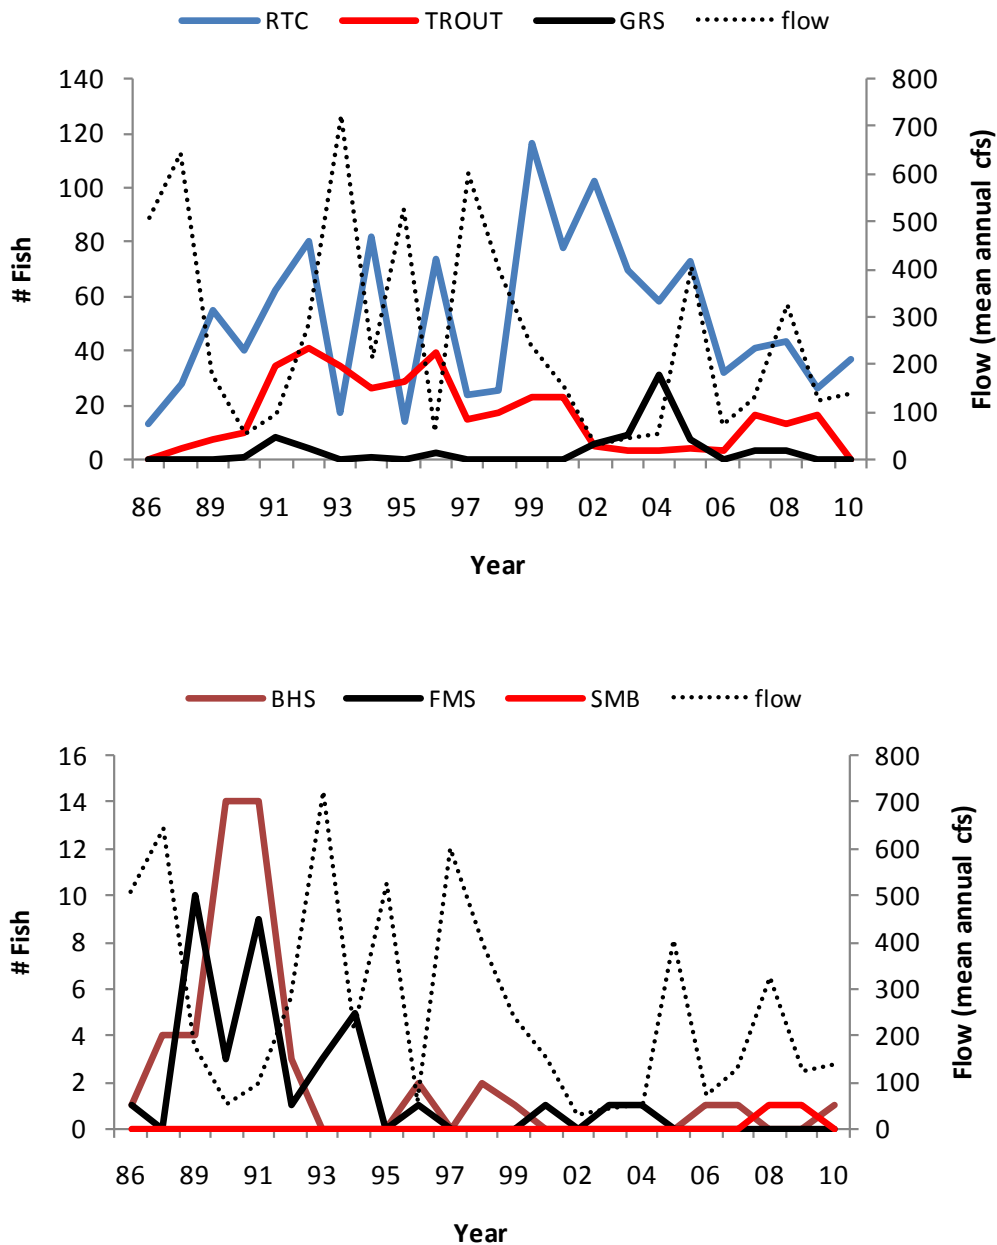 RTC TROUT GRS flow
140 800
120 700
100 600
80 500
60 400
40 300
20 200
0 100
0
# Fish
Flow (mean annual cfs)
86 89 91 93 95 97 99 02 04 06 08 10
Year
BHS FMS SMB flow
16 800
14 700
12 600
10 500
8 400
6 300
4 200
2 100
0 0
# Fish
Flow (mean annual cfs)
86 89 91 93 95 97 99 02 04 06 08 10
Year